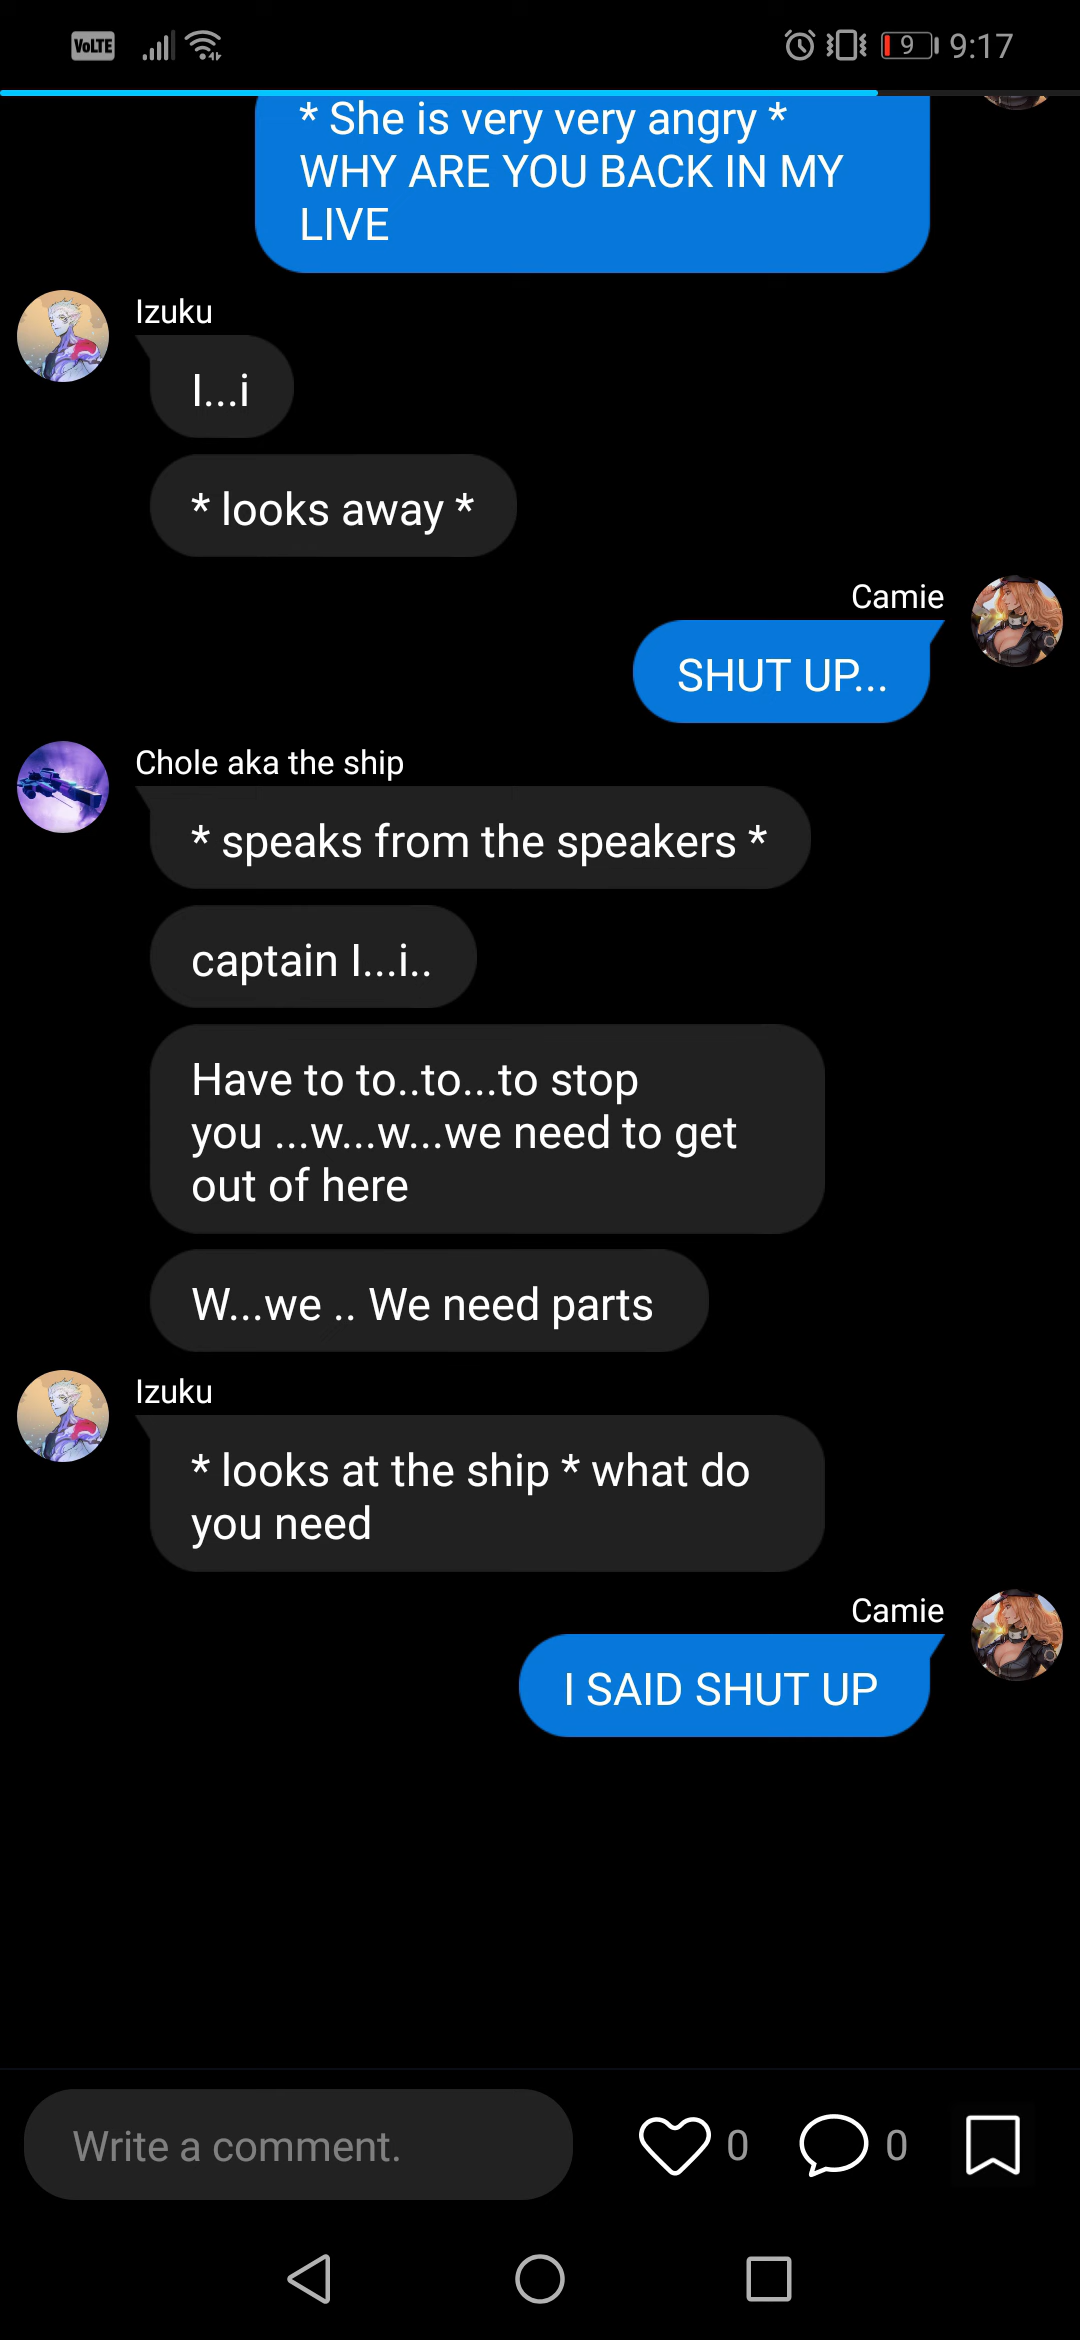 VoLTE 9 9:17
* She is very very angry *
WHY ARE YOU BACK IN MY
LIVE
Izuku
I...i
* looks away *
Camie
SHUT UP...
Chole aka the ship
* speaks from the speakers *
captain I...i..
Have to to..to...to stop
you ...w...w...we need to get
out of here
W...we .. We need parts
Izuku
* looks at the ship * what do
you need
Camie
I SAID SHUT UP
Write a comment. 0 0